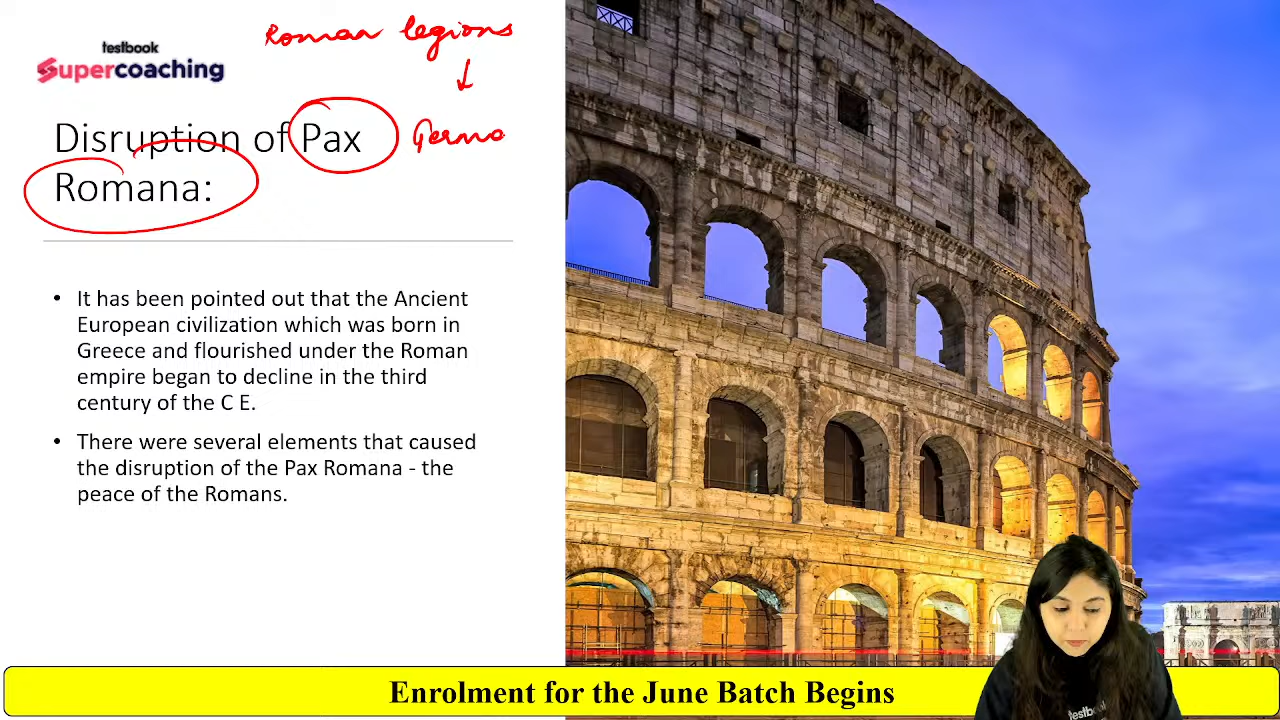 Roman legions
↓
testbook
Supercoaching
Disruption of Pax
Germa
Romana:
• It has been pointed out that the Ancient
European civilization which was born in
Greece and flourished under the Roman
empire began to decline in the third
century of the C E.
• There were several elements that caused
the disruption of the Pax Romana - the
peace of the Romans.
Enrolment for the June Batch Begins
testbook